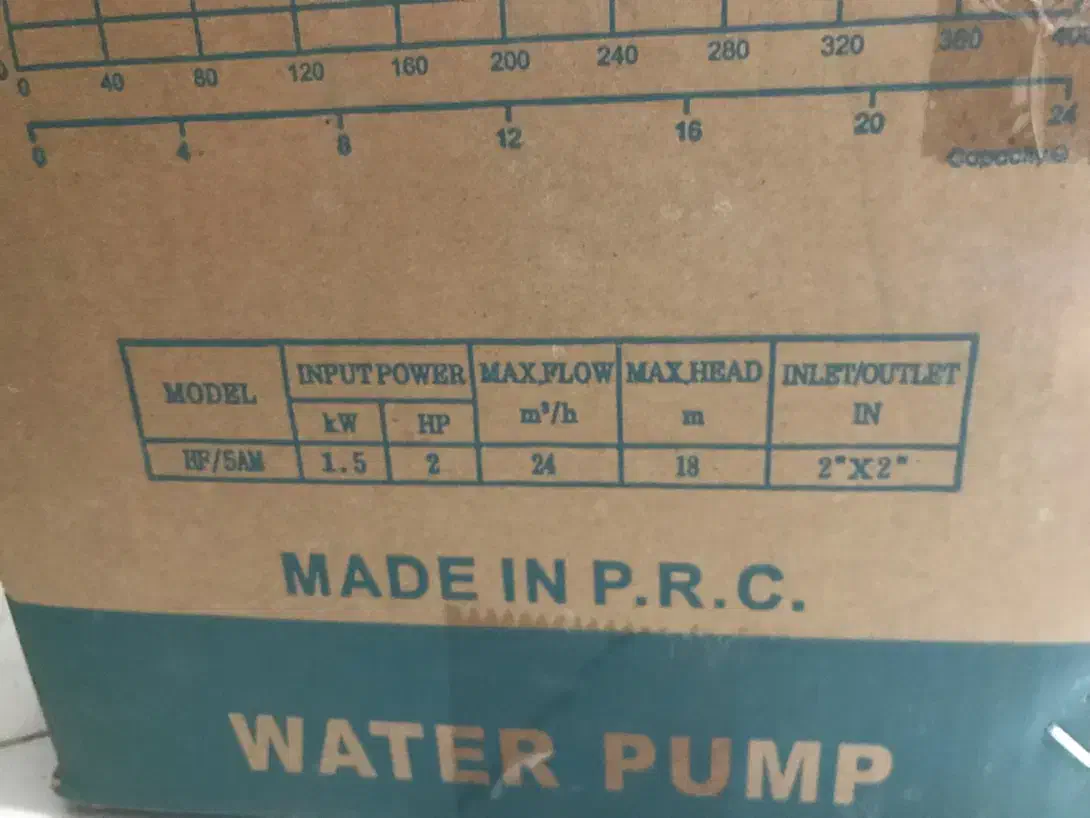 0 40 80 120 160 200 240 280 320 360 400
0 4 8 12 16 20 24
Capacity Q
MODEL INPUT POWER MAX.FLOW MAX.HEAD INLET/OUTLET
kW HP m³/h m IN
HF/5AM 1.5 2 24 18 2"X2"
MADE IN P.R.C.
WATER PUMP